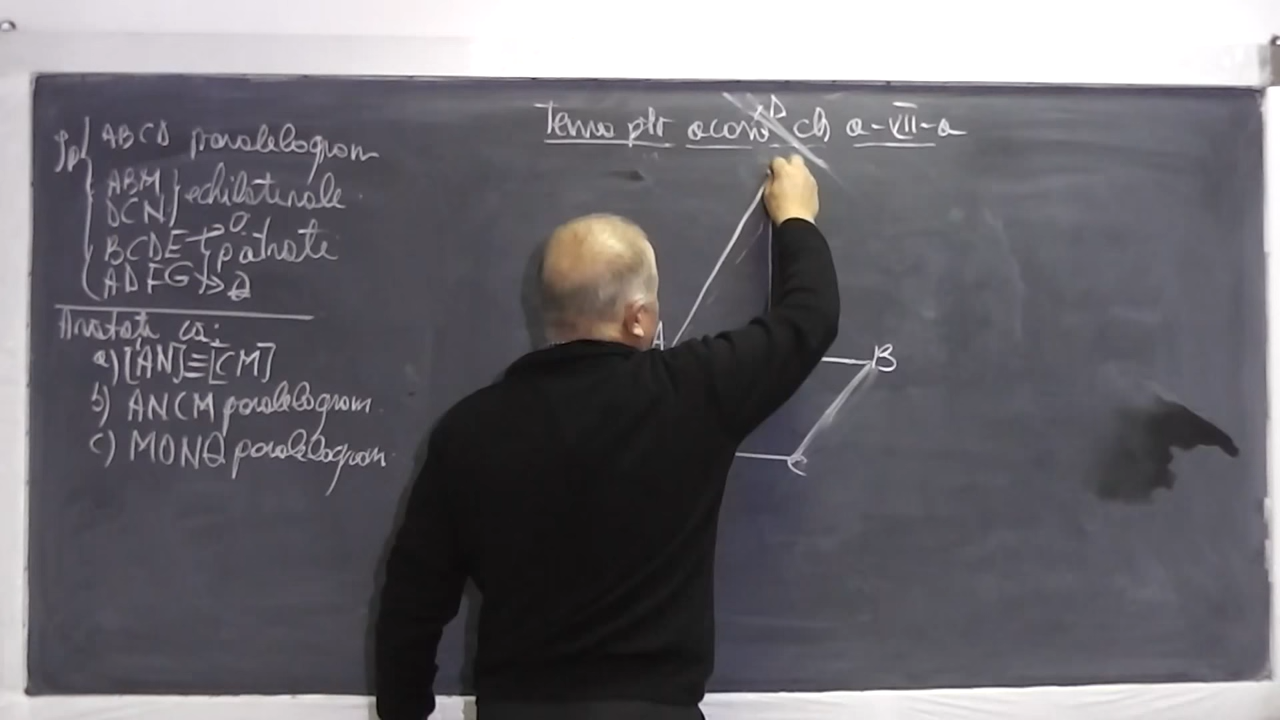 Tema ptr acasă cls a-VII-a
Ip ABCD paralelogram
ABM
DCN echilaterale
BCDE → O pătrate
ADFG → Q
Arătați că:
a) [AN]≡[CM]
b) ANCM paralelogram
c) MONQ paralelogram
D
A
B
C